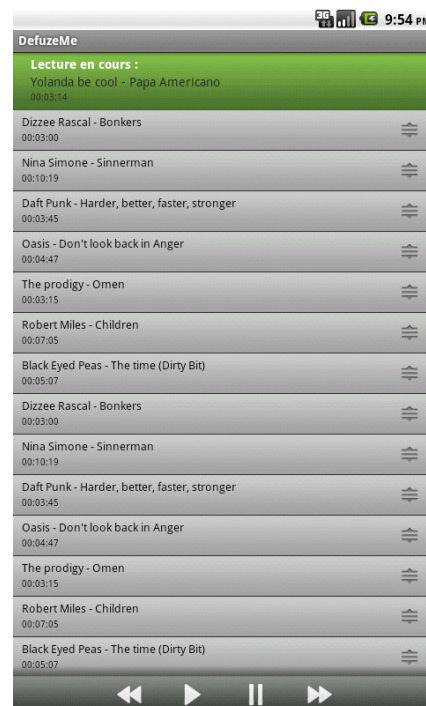 3G 9:54 PM
DefuzeMe
Lecture en cours :
Yolanda be cool - Papa Americano
00:03:14
Dizzee Rascal - Bonkers
00:03:00
Nina Simone - Sinnerman
00:10:19
Daft Punk - Harder, better, faster, stronger
00:03:45
Oasis - Don't look back in Anger
00:04:47
The prodigy - Omen
00:03:15
Robert Miles - Children
00:07:05
Black Eyed Peas - The time (Dirty Bit)
00:05:07
Dizzee Rascal - Bonkers
00:03:00
Nina Simone - Sinnerman
00:10:19
Daft Punk - Harder, better, faster, stronger
00:03:45
Oasis - Don't look back in Anger
00:04:47
The prodigy - Omen
00:03:15
Robert Miles - Children
00:07:05
Black Eyed Peas - The time (Dirty Bit)
00:05:07